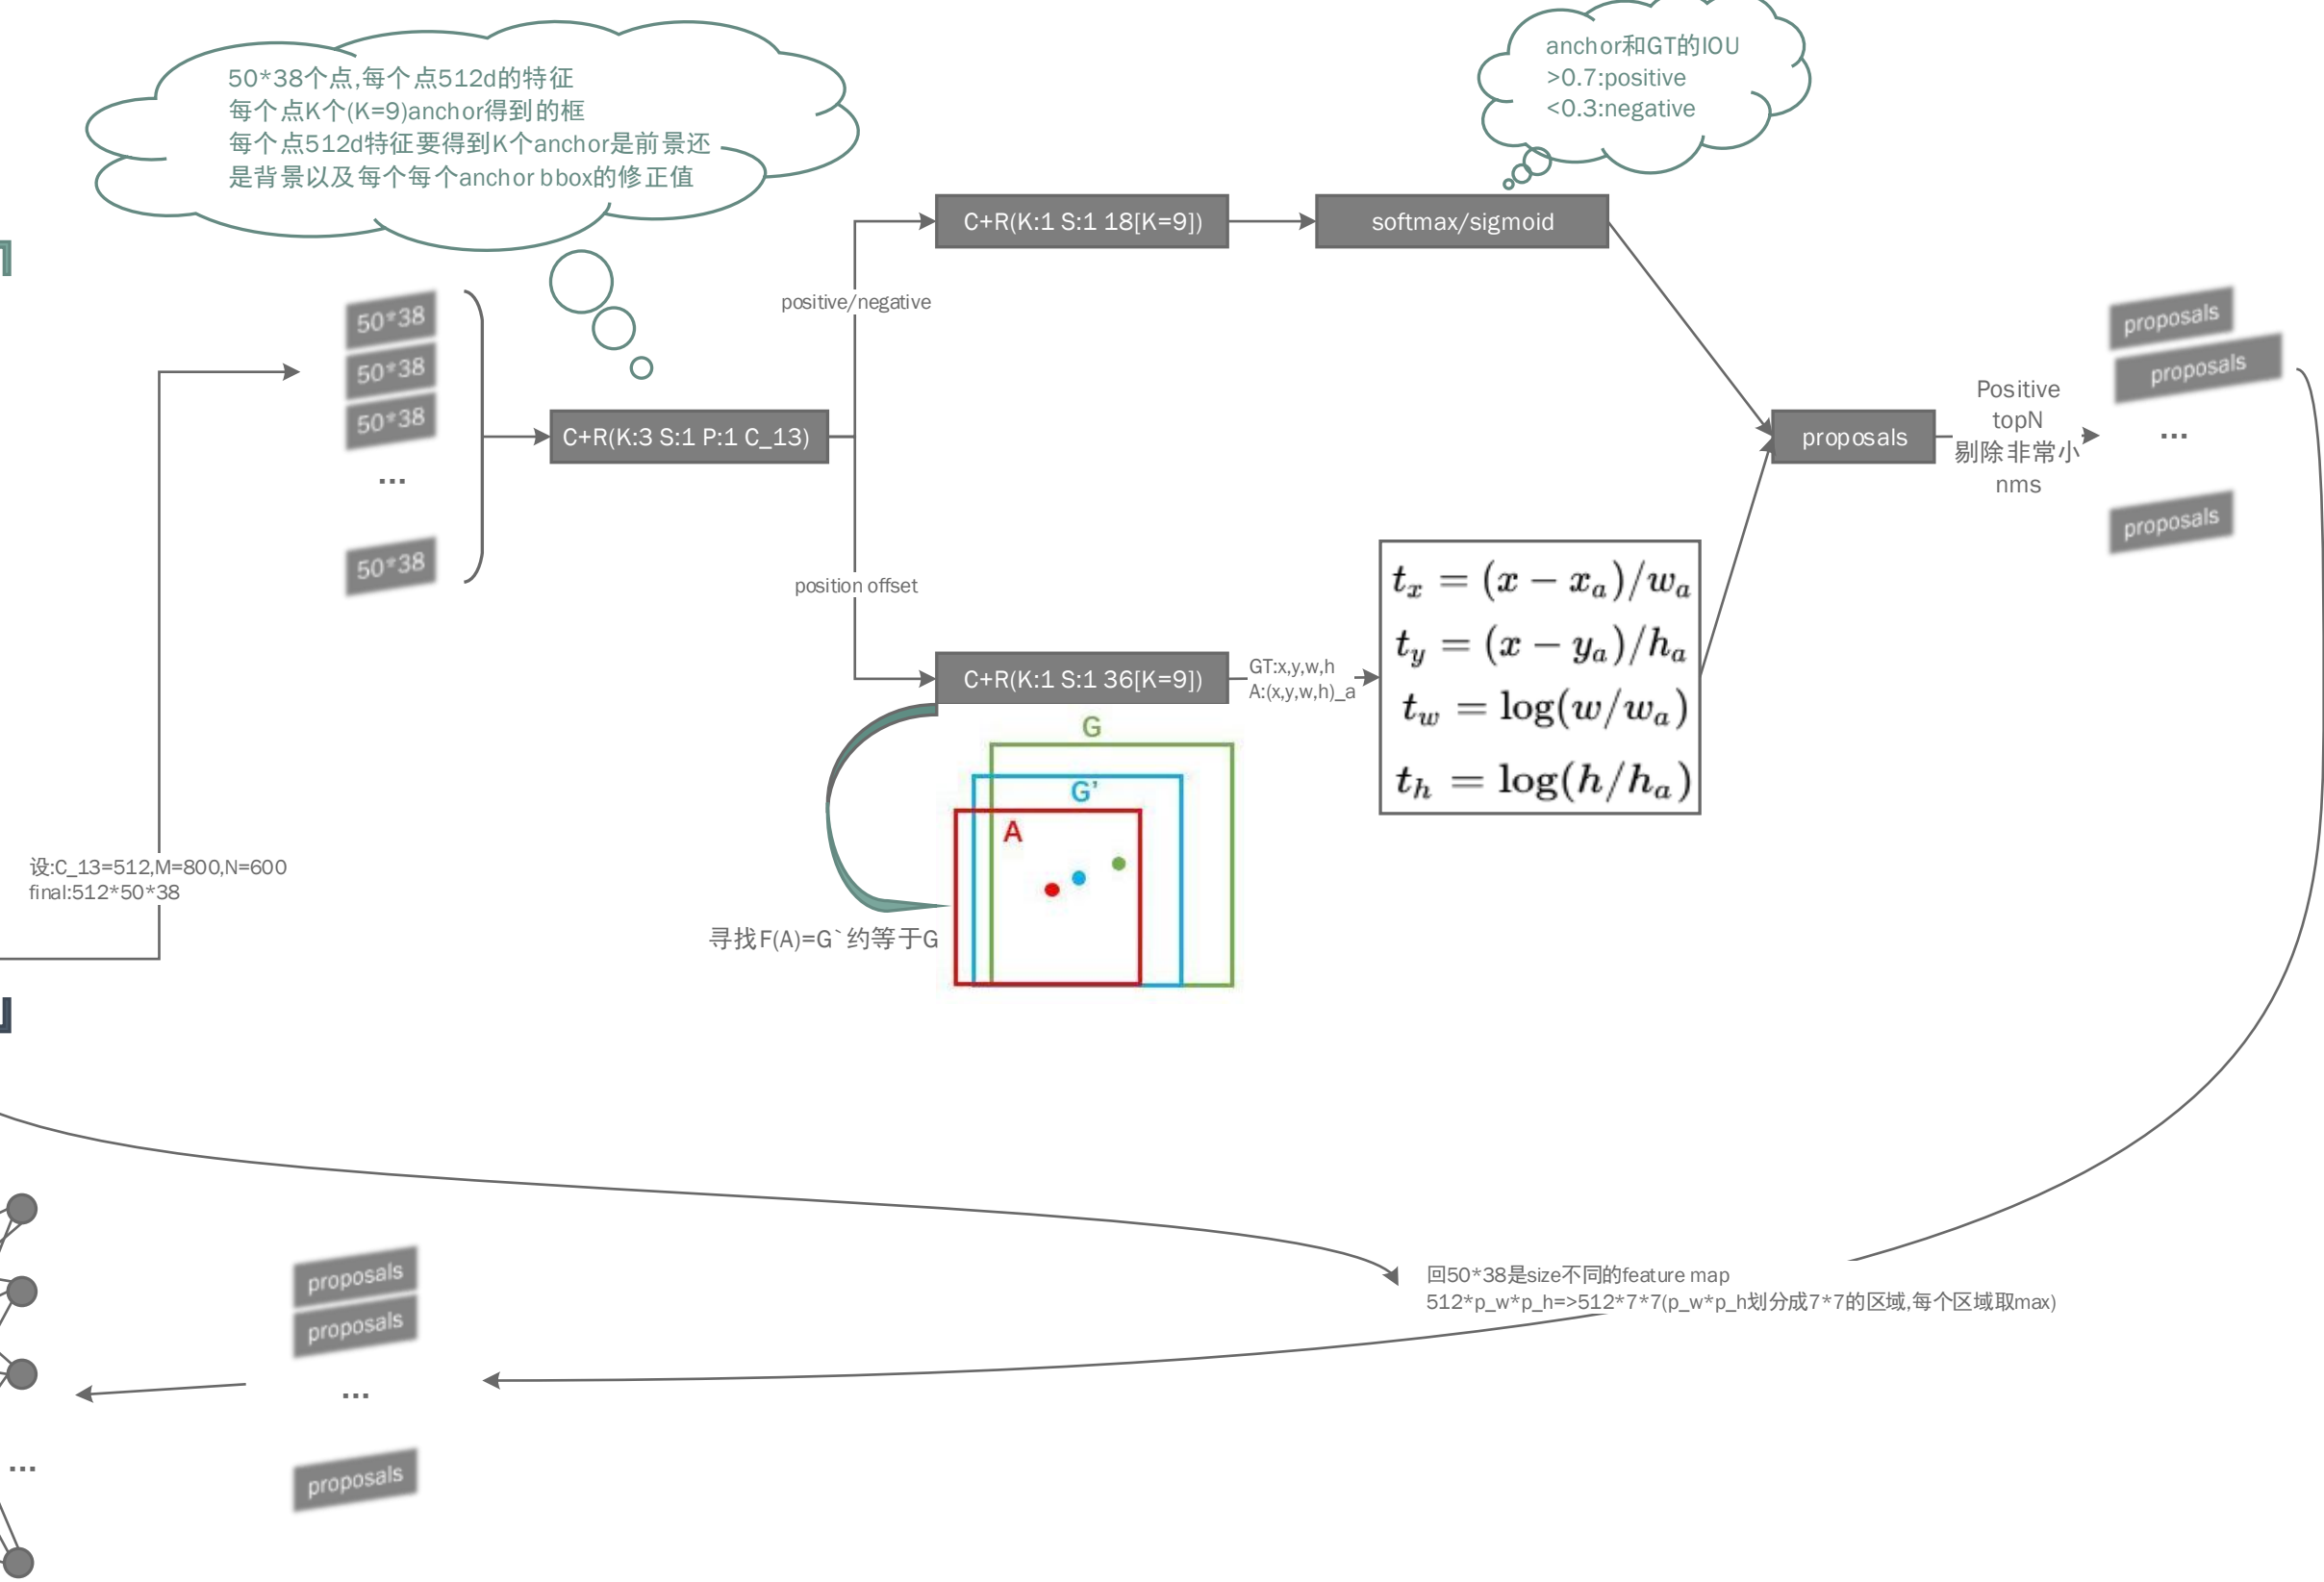 50*38个点,每个点512d的特征
每个点K个(K=9)anchor得到的框
每个点512d特征要得到K个anchor是前景还
是背景以及每个每个anchor bbox的修正值
anchor和GT的IOU
>0.7:positive
<0.3:negative
C+R(K:1 S:1 18[K=9])
softmax/sigmoid
positive/negative
50*38
50*38
50*38
...
50*38
C+R(K:3 S:1 P:1 C_13)
proposals
Positive
topN
剔除非常小
nms
proposals
proposals
...
proposals
position offset
C+R(K:1 S:1 36[K=9])
GT:x,y,w,h
A:(x,y,w,h)_a
t_x = (x − x_a)/w_a
t_y = (x − y_a)/h_a
t_w = log(w/w_a)
t_h = log(h/h_a)
G
G’
A
寻找F(A)=G`约等于G
设:C_13=512,M=800,N=600
final:512*50*38
回50*38是size不同的feature map
512*p_w*p_h=>512*7*7(p_w*p_h划分成7*7的区域,每个区域取max)
proposals
proposals
...
proposals
...